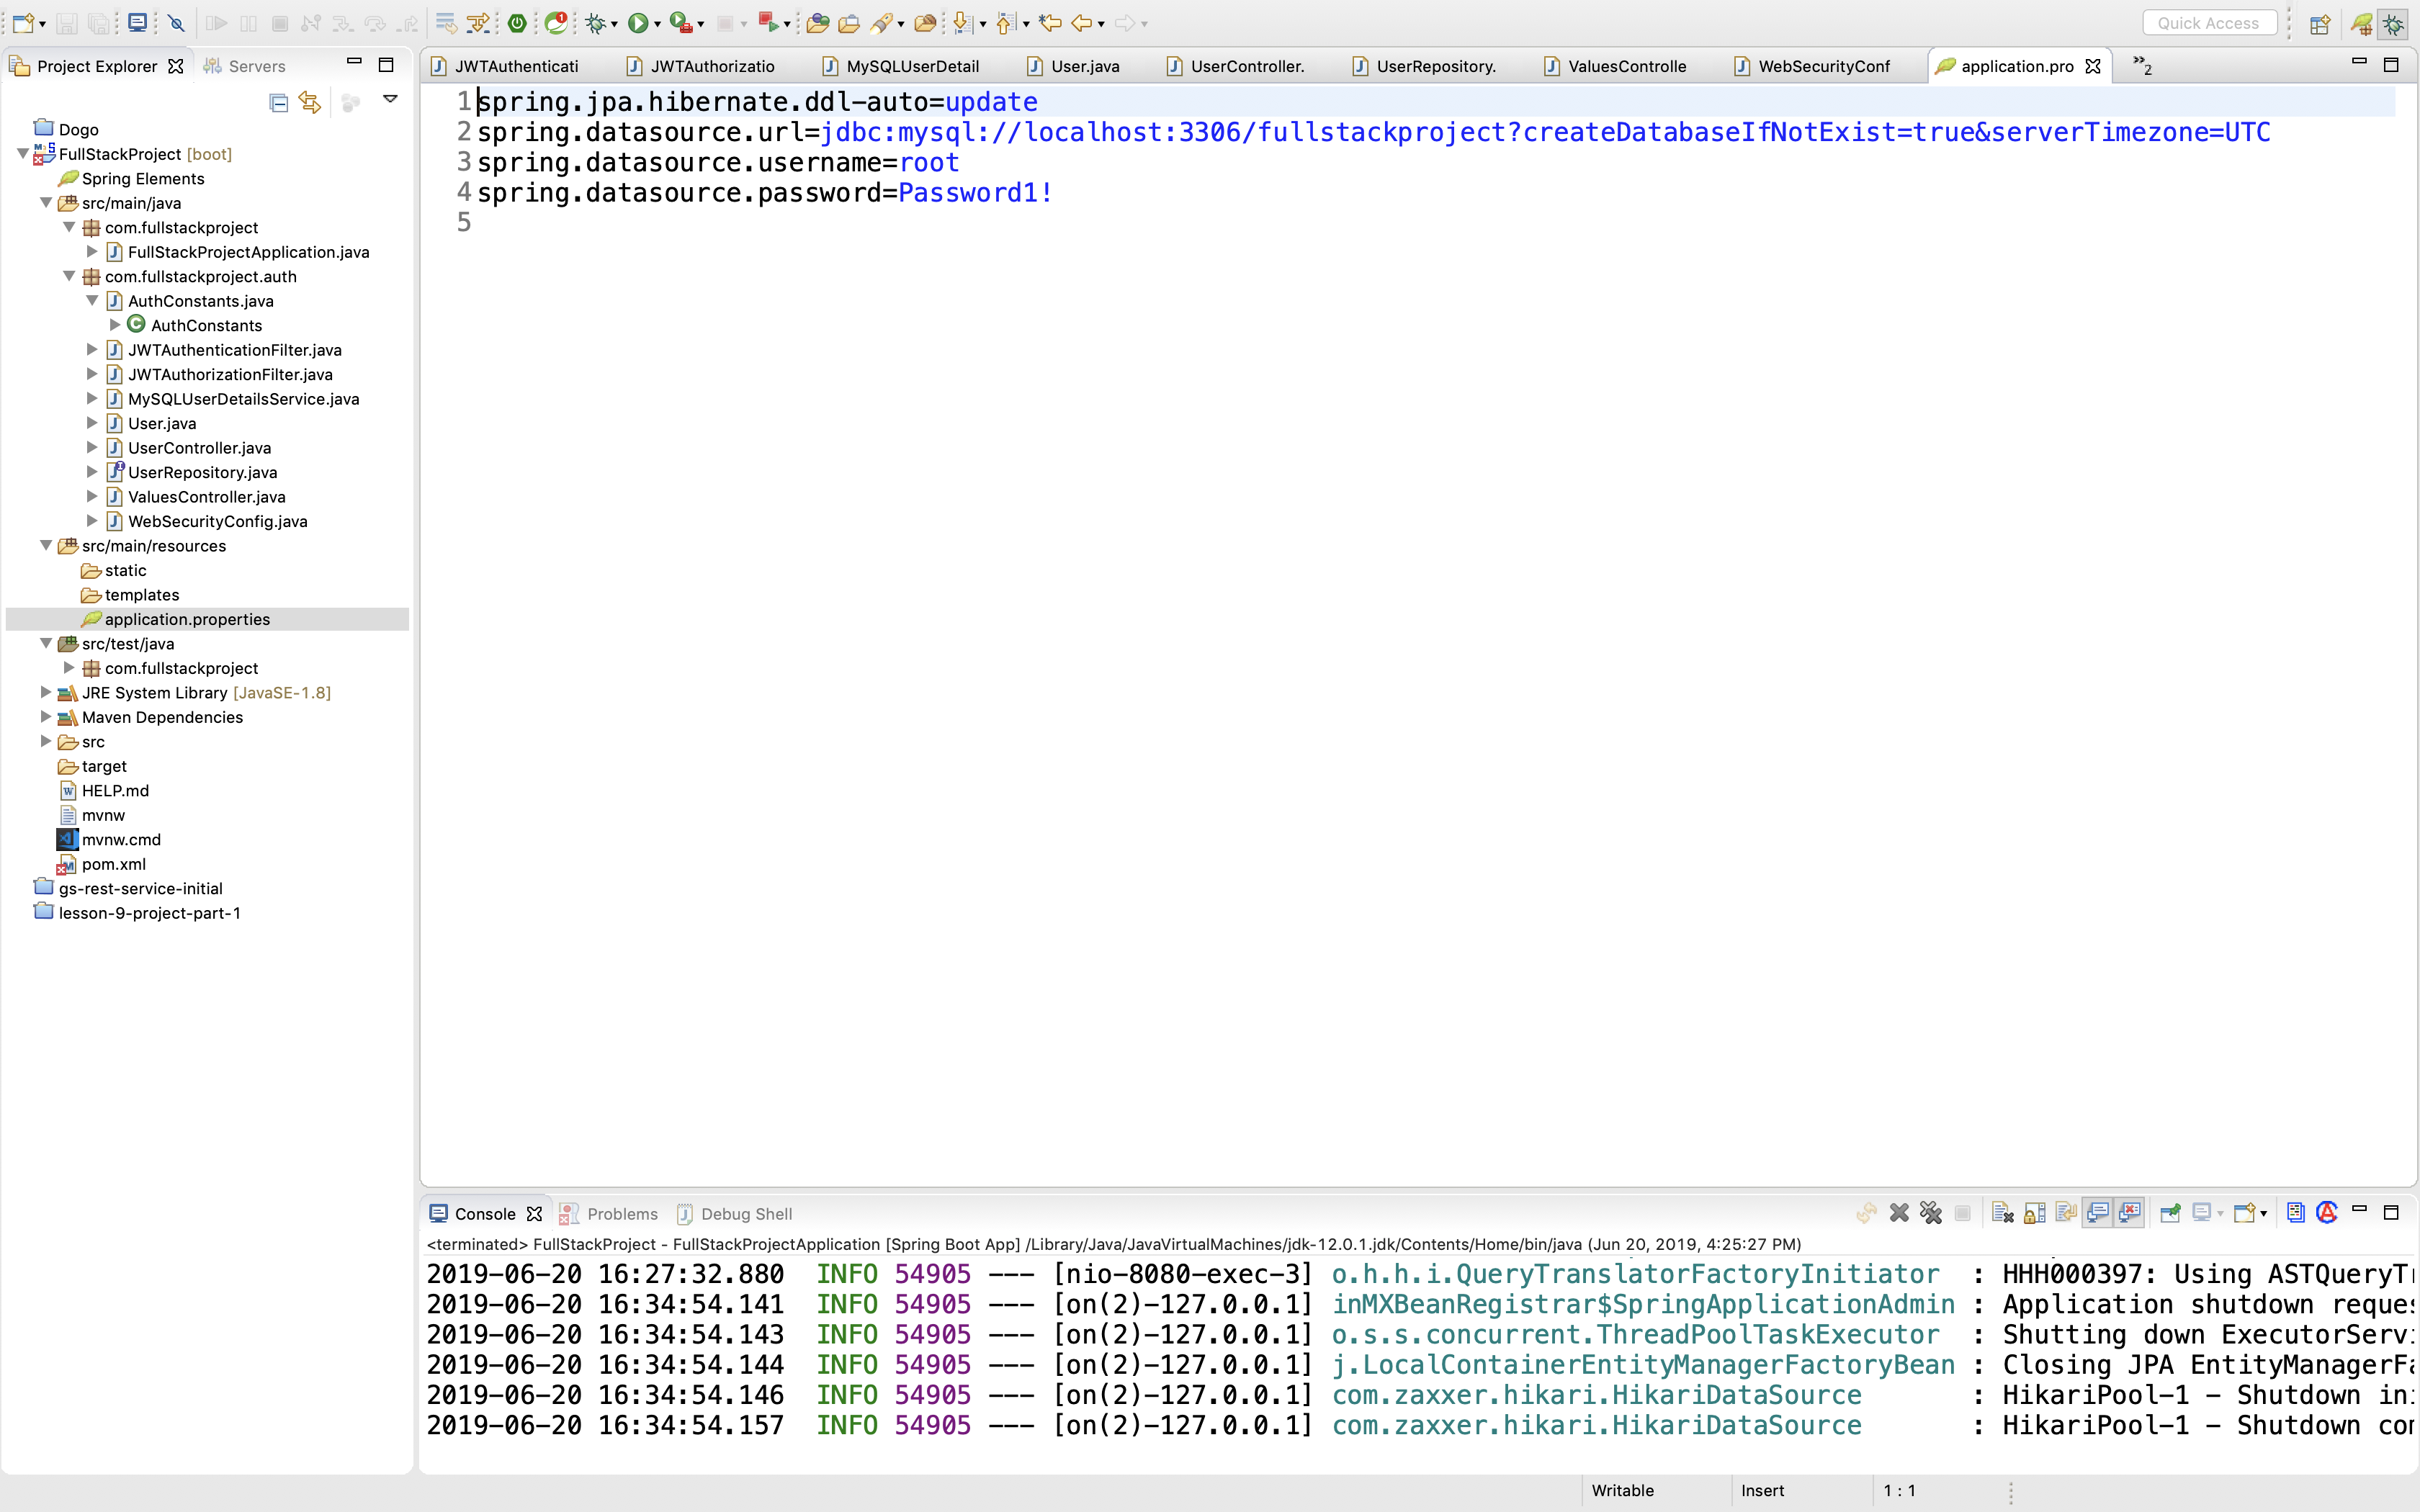 Quick Access
Project Explorer
Servers
Dogo
FullStackProject [boot]
Spring Elements
src/main/java
com.fullstackproject
FullStackProjectApplication.java
com.fullstackproject.auth
AuthConstants.java
AuthConstants
JWTAuthenticationFilter.java
JWTAuthorizationFilter.java
MySQLUserDetailsService.java
User.java
UserController.java
UserRepository.java
ValuesController.java
WebSecurityConfig.java
src/main/resources
static
templates
application.properties
src/test/java
com.fullstackproject
JRE System Library [JavaSE-1.8]
Maven Dependencies
src
target
HELP.md
mvnw
mvnw.cmd
pom.xml
gs-rest-service-initial
lesson-9-project-part-1
JWTAuthenticati JWTAuthorizatio MySQLUserDetail User.java UserController. UserRepository. ValuesControlle WebSecurityConf application.pro »2
1 spring.jpa.hibernate.ddl-auto=update
2 spring.datasource.url=jdbc:mysql://localhost:3306/fullstackproject?createDatabaseIfNotExist=true&serverTimezone=UTC
3 spring.datasource.username=root
4 spring.datasource.password=Password1!
5
Console Problems Debug Shell
<terminated> FullStackProject - FullStackProjectApplication [Spring Boot App] /Library/Java/JavaVirtualMachines/jdk-12.0.1.jdk/Contents/Home/bin/java (Jun 20, 2019, 4:25:27 PM)
2019-06-20 16:27:32.880 INFO 54905 --- [nio-8080-exec-3] o.h.h.i.QueryTranslatorFactoryInitiator : HHH000397: Using ASTQueryTr
2019-06-20 16:34:54.141 INFO 54905 --- [on(2)-127.0.0.1] inMXBeanRegistrar$SpringApplicationAdmin : Application shutdown reques
2019-06-20 16:34:54.143 INFO 54905 --- [on(2)-127.0.0.1] o.s.s.concurrent.ThreadPoolTaskExecutor : Shutting down ExecutorServi
2019-06-20 16:34:54.144 INFO 54905 --- [on(2)-127.0.0.1] j.LocalContainerEntityManagerFactoryBean : Closing JPA EntityManagerFa
2019-06-20 16:34:54.146 INFO 54905 --- [on(2)-127.0.0.1] com.zaxxer.hikari.HikariDataSource : HikariPool-1 - Shutdown ini
2019-06-20 16:34:54.157 INFO 54905 --- [on(2)-127.0.0.1] com.zaxxer.hikari.HikariDataSource : HikariPool-1 - Shutdown com
Writable Insert 1 : 1